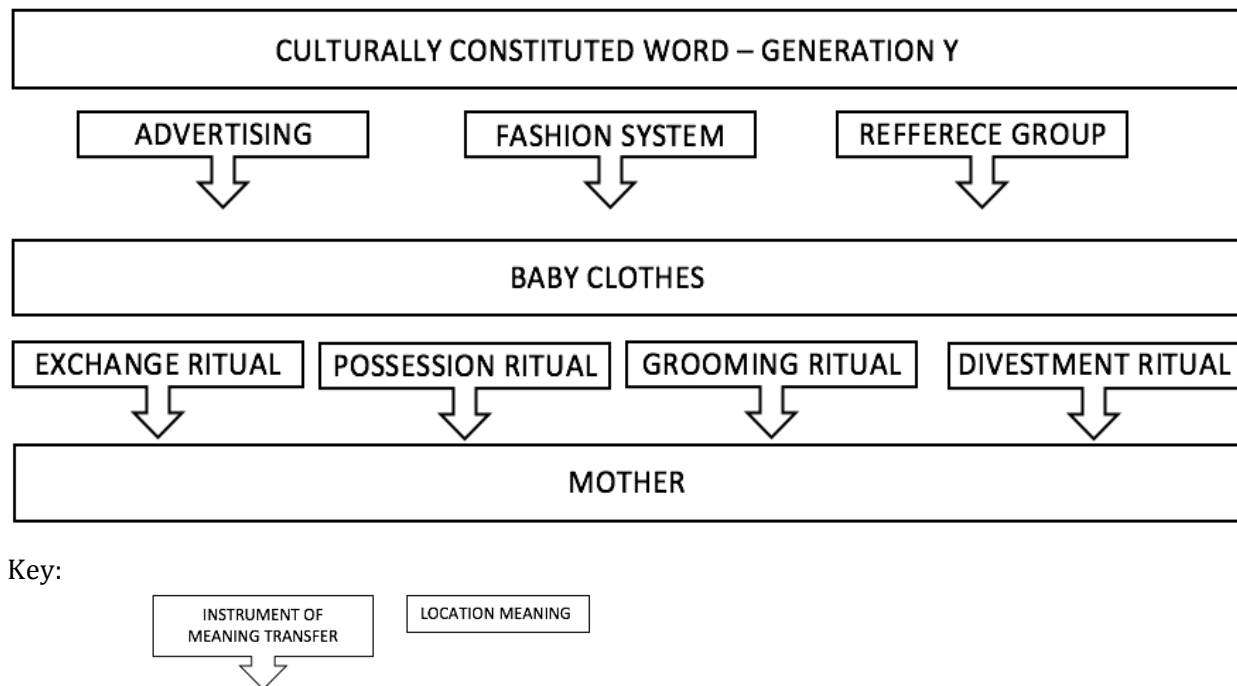 CULTURALLY CONSTITUTED WORD – GENERATION Y
ADVERTISING
FASHION SYSTEM
REFFERECE GROUP
BABY CLOTHES
EXCHANGE RITUAL
POSSESSION RITUAL
GROOMING RITUAL
DIVESTMENT RITUAL
MOTHER
Key:
INSTRUMENT OF
MEANING TRANSFER
LOCATION MEANING